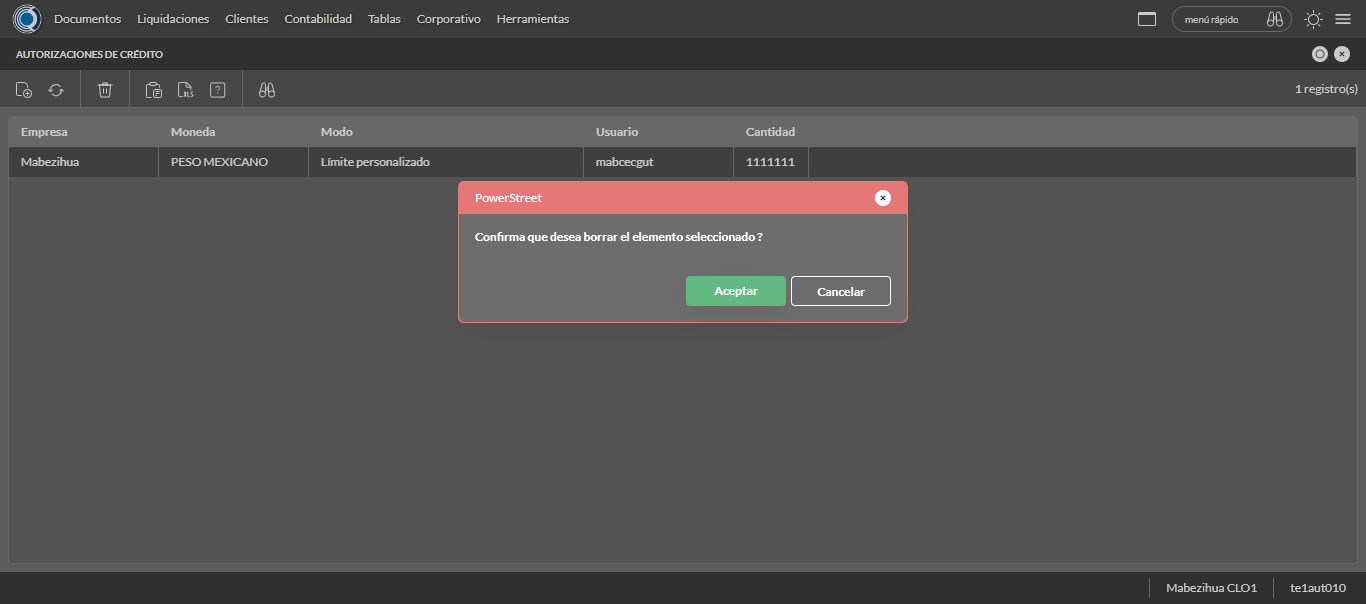 Documentos Liquidaciones Clientes Contabilidad Tablas Corporativo Herramientas menú rápido
AUTORIZACIONES DE CRÉDITO
XLS ? 1 registro(s)
Empresa Moneda Modo Usuario Cantidad
Mabezihua PESO MEXICANO Límite personalizado mabcecgut 1111111
PowerStreet
Confirma que desea borrar el elemento seleccionado ?
Aceptar Cancelar
Mabezihua CLO1 te1aut010